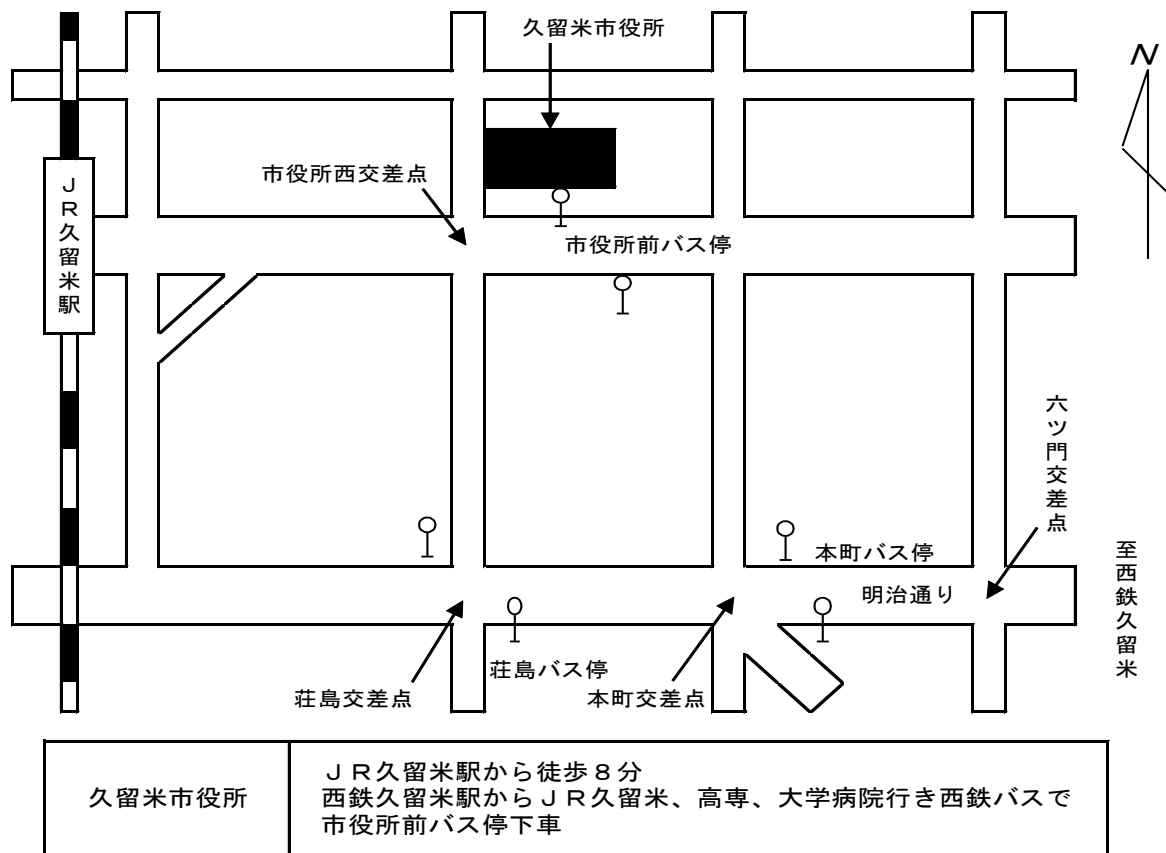 久留米市役所
N
市役所西交差点
ＪＲ久留米駅
市役所前バス停
六ツ門交差点
本町バス停
至西鉄久留米
明治通り
荘島バス停
荘島交差点
本町交差点
久留米市役所
ＪＲ久留米駅から徒歩８分
西鉄久留米駅からＪＲ久留米、高専、大学病院行き西鉄バスで
市役所前バス停下車